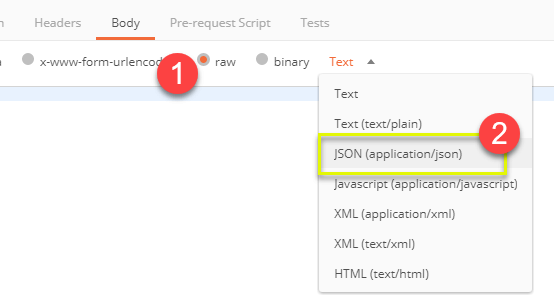 Headers Body Pre-request Script Tests
x-www-form-urlencod 1 raw binary Text
Text
Text (text/plain)
2
JSON (application/json)
Javascript (application/javascript)
XML (application/xml)
XML (text/xml)
HTML (text/html)